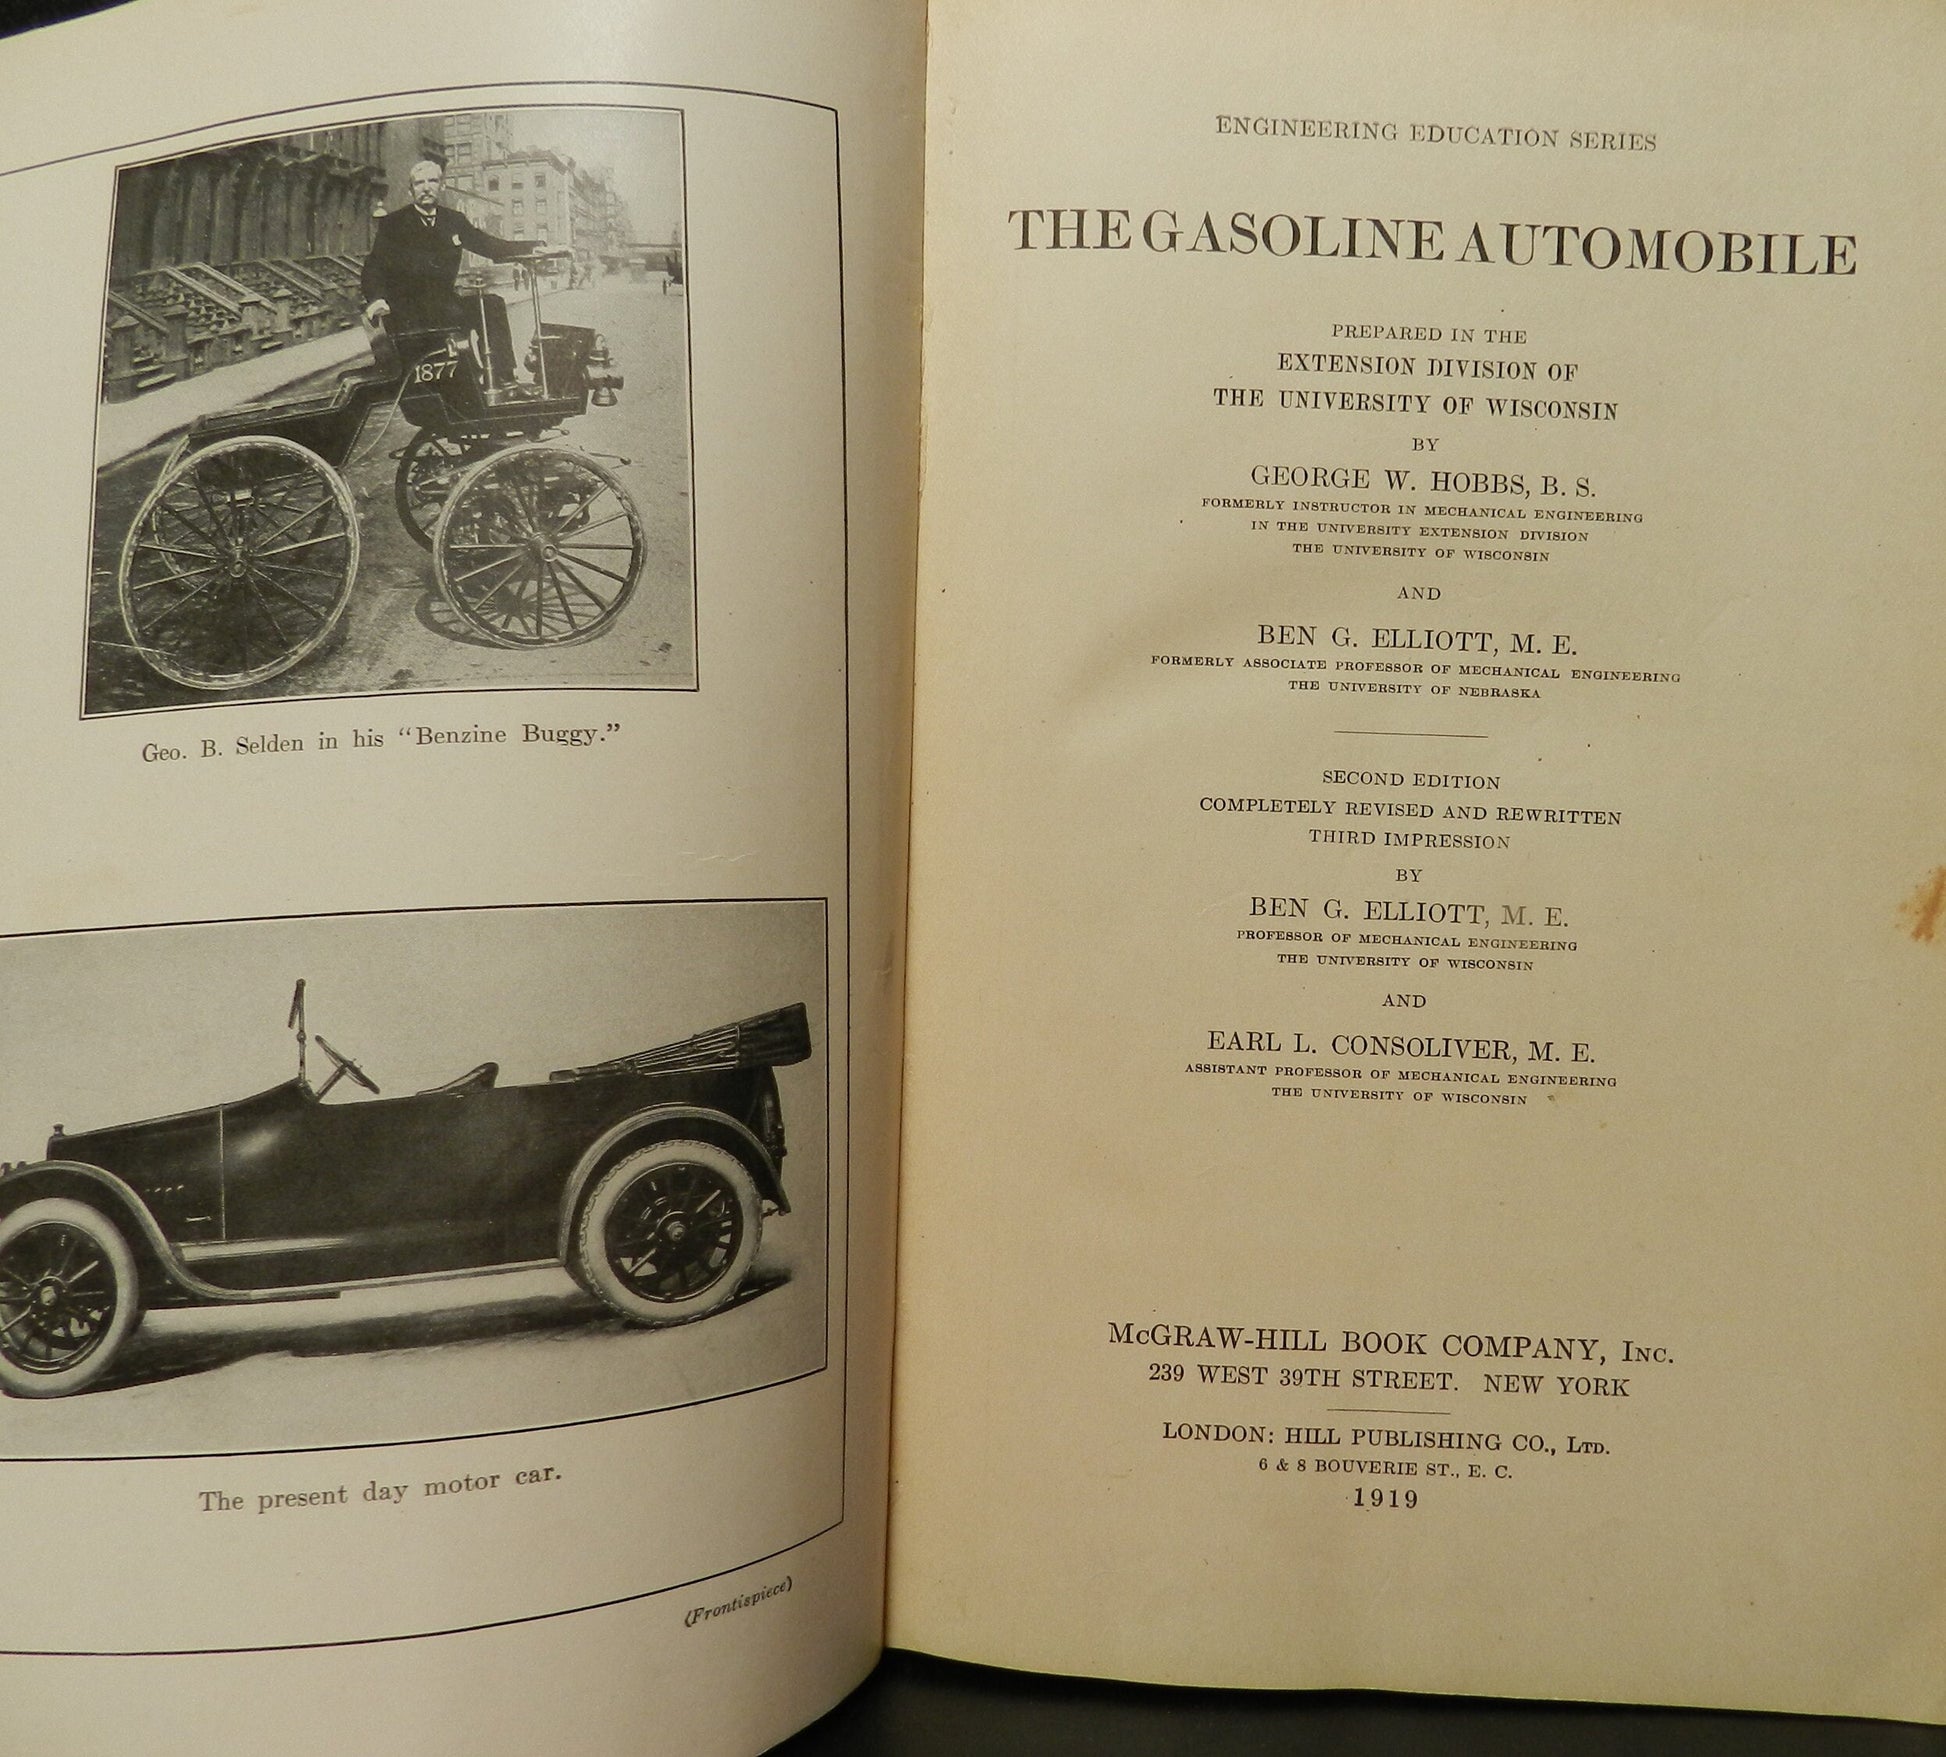 1877
Geo. B. Selden in his “Benzine Buggy.”
The present day motor car.
(Frontispiece)
ENGINEERING EDUCATION SERIES
THE GASOLINE AUTOMOBILE
PREPARED IN THE
EXTENSION DIVISION OF
THE UNIVERSITY OF WISCONSIN
BY
GEORGE W. HOBBS, B. S.
FORMERLY INSTRUCTOR IN MECHANICAL ENGINEERING
IN THE UNIVERSITY EXTENSION DIVISION
THE UNIVERSITY OF WISCONSIN
AND
BEN G. ELLIOTT, M. E.
FORMERLY ASSOCIATE PROFESSOR OF MECHANICAL ENGINEERING
THE UNIVERSITY OF NEBRASKA
SECOND EDITION
COMPLETELY REVISED AND REWRITTEN
THIRD IMPRESSION
BY
BEN G. ELLIOTT, M. E.
PROFESSOR OF MECHANICAL ENGINEERING
THE UNIVERSITY OF WISCONSIN
AND
EARL L. CONSOLIVER, M. E.
ASSISTANT PROFESSOR OF MECHANICAL ENGINEERING
THE UNIVERSITY OF WISCONSIN
McGRAW-HILL BOOK COMPANY, INC.
239 WEST 39TH STREET. NEW YORK
LONDON: HILL PUBLISHING CO., LTD.
6 & 8 BOUVERIE ST., E. C.
1919